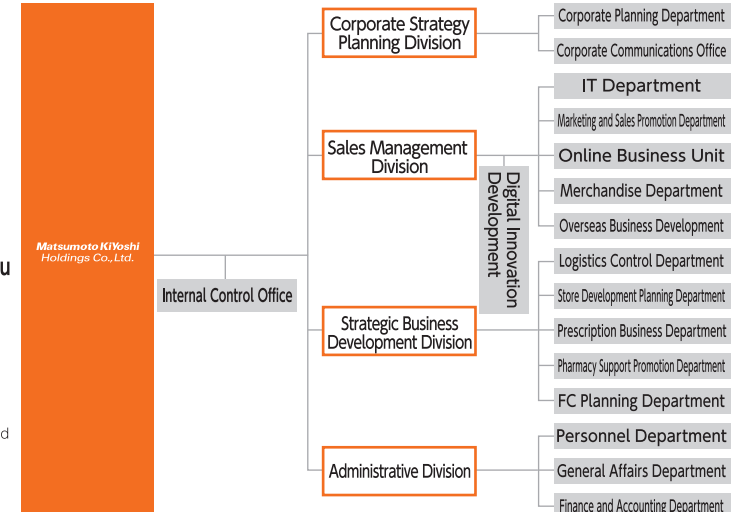 Corporate Strategy
Planning Division
Corporate Planning Department
Corporate Communications Office
Sales Management
Division
IT Department
Marketing and Sales Promotion Department
Online Business Unit
Merchandise Department
Overseas Business Development
Digital Innovation
Development
Matsumoto KiYoshi
Holdings Co., Ltd.
u
Internal Control Office
Strategic Business
Development Division
Logistics Control Department
Store Development Planning Department
Prescription Business Department
Pharmacy Support Promotion Department
FC Planning Department
d
Administrative Division
Personnel Department
General Affairs Department
Finance and Accounting Department